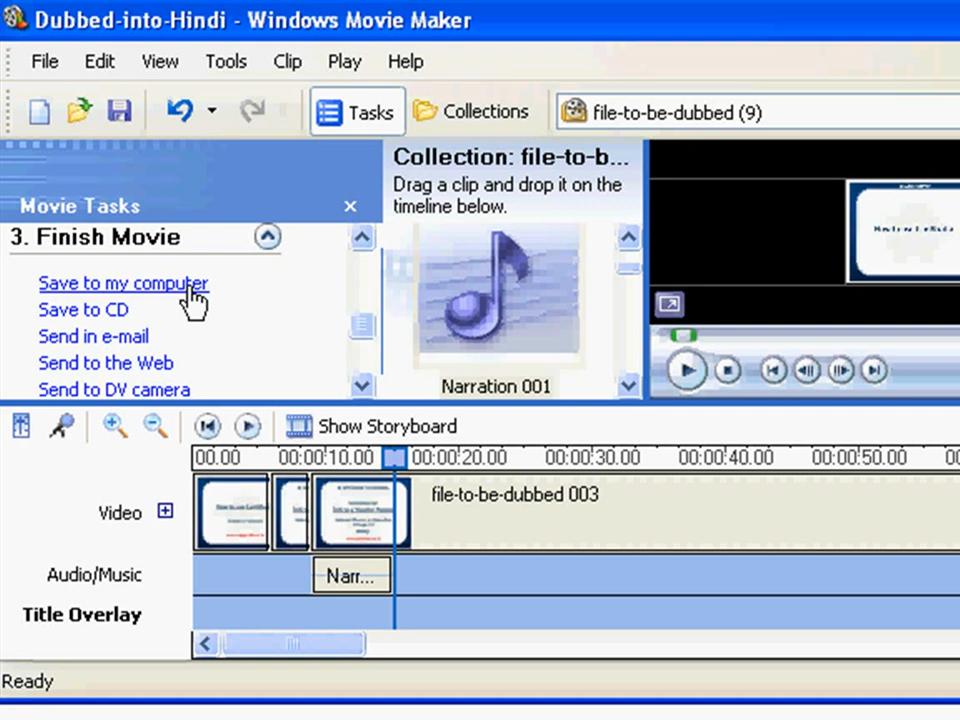 Dubbed-into-Hindi - Windows Movie Maker
File Edit View Tools Clip Play Help
Tasks Collections file-to-be-dubbed (9)
Movie Tasks
3. Finish Movie
Save to my computer
Save to CD
Send in e-mail
Send to the Web
Send to DV camera
Collection: file-to-b...
Drag a clip and drop it on the
timeline below.
Narration 001
Show Storyboard
00.00 00:00:10.00 00:00:20.00 00:00:30.00 00:00:40.00 00:00:50.00 00
Video file-to-be-dubbed 003
Audio/Music Narr...
Title Overlay
Ready